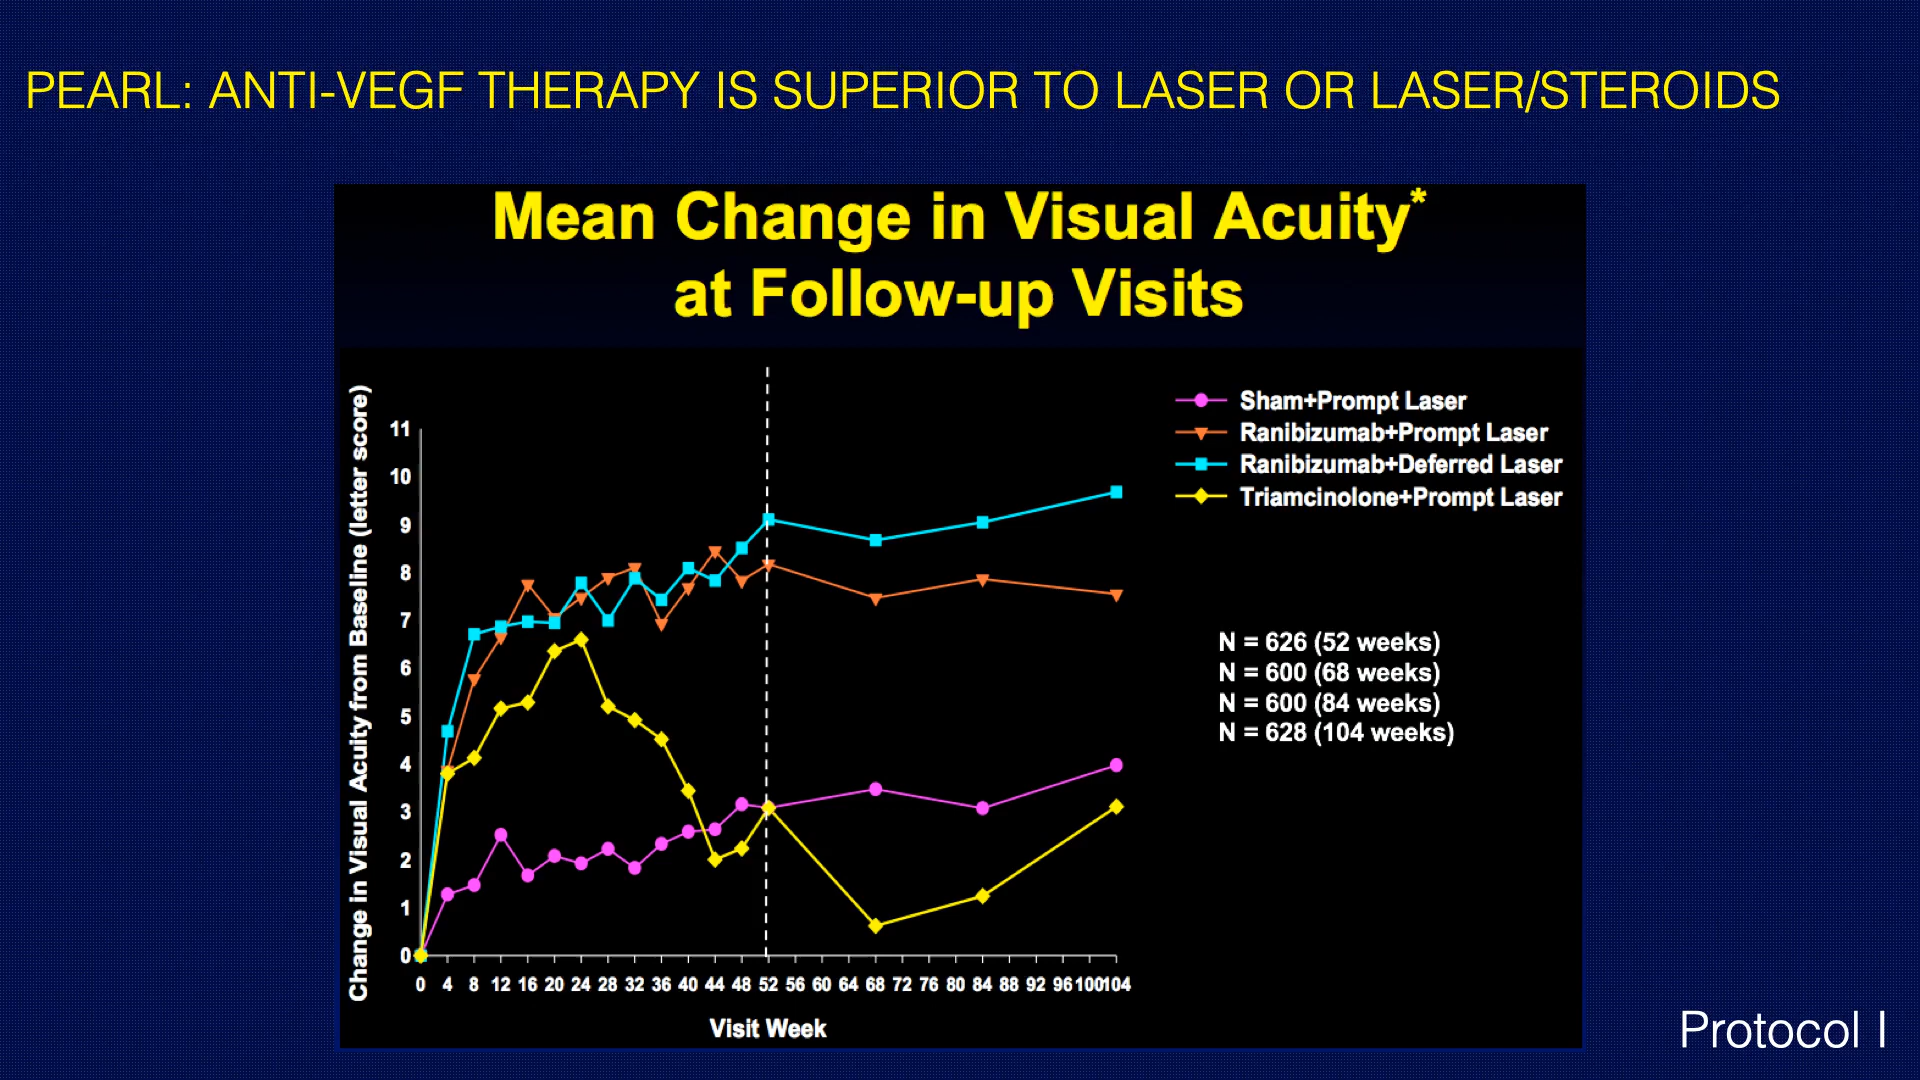 PEARL: ANTI-VEGF THERAPY IS SUPERIOR TO LASER OR LASER/STEROIDS
Mean Change in Visual Acuity*
at Follow-up Visits
Change in Visual Acuity from Baseline (letter score)
11
10
9
8
7
6
5
4
3
2
1
0
0 4 8 12 16 20 24 28 32 36 40 44 48 52 56 60 64 68 72 76 80 84 88 92 96 100 104
Visit Week
Sham+Prompt Laser
Ranibizumab+Prompt Laser
Ranibizumab+Deferred Laser
Triamcinolone+Prompt Laser
N = 626 (52 weeks)
N = 600 (68 weeks)
N = 600 (84 weeks)
N = 628 (104 weeks)
Protocol I